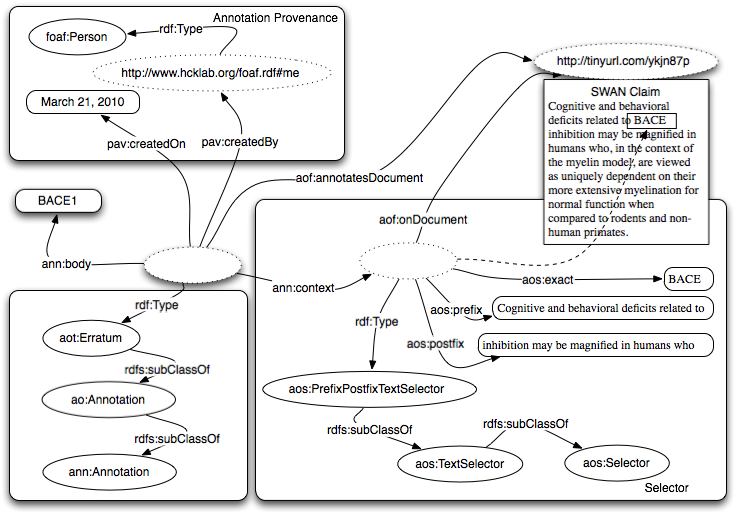 Annotation Provenance
foaf:Person
rdf:Type
http://www.hcklab.org/foaf.rdf#me
March 21, 2010
pav:createdOn
pav:createdBy
http://tinyurl.com/ykjn87p
SWAN Claim
Cognitive and behavioral
deficits related to BACE
inhibition may be magnified in
humans who, in the context of
the myelin model, are viewed
as uniquely dependent on their
more extensive myelination for
normal function when
compared to rodents and non-
human primates.
aof:annotatesDocument
BACE1
aof:onDocument
ann:body
ann:context
aos:exact
BACE
rdf:Type
aos:prefix
Cognitive and behavioral deficits related to
rdf:Type
aot:Erratum
aos:postfix
inhibition may be magnified in humans who
rdfs:subClassOf
ao:Annotation
aos:PrefixPostfixTextSelector
rdfs:subClassOf
rdfs:subClassOf
rdfs:subClassOf
ann:Annotation
aos:TextSelector
aos:Selector
Selector